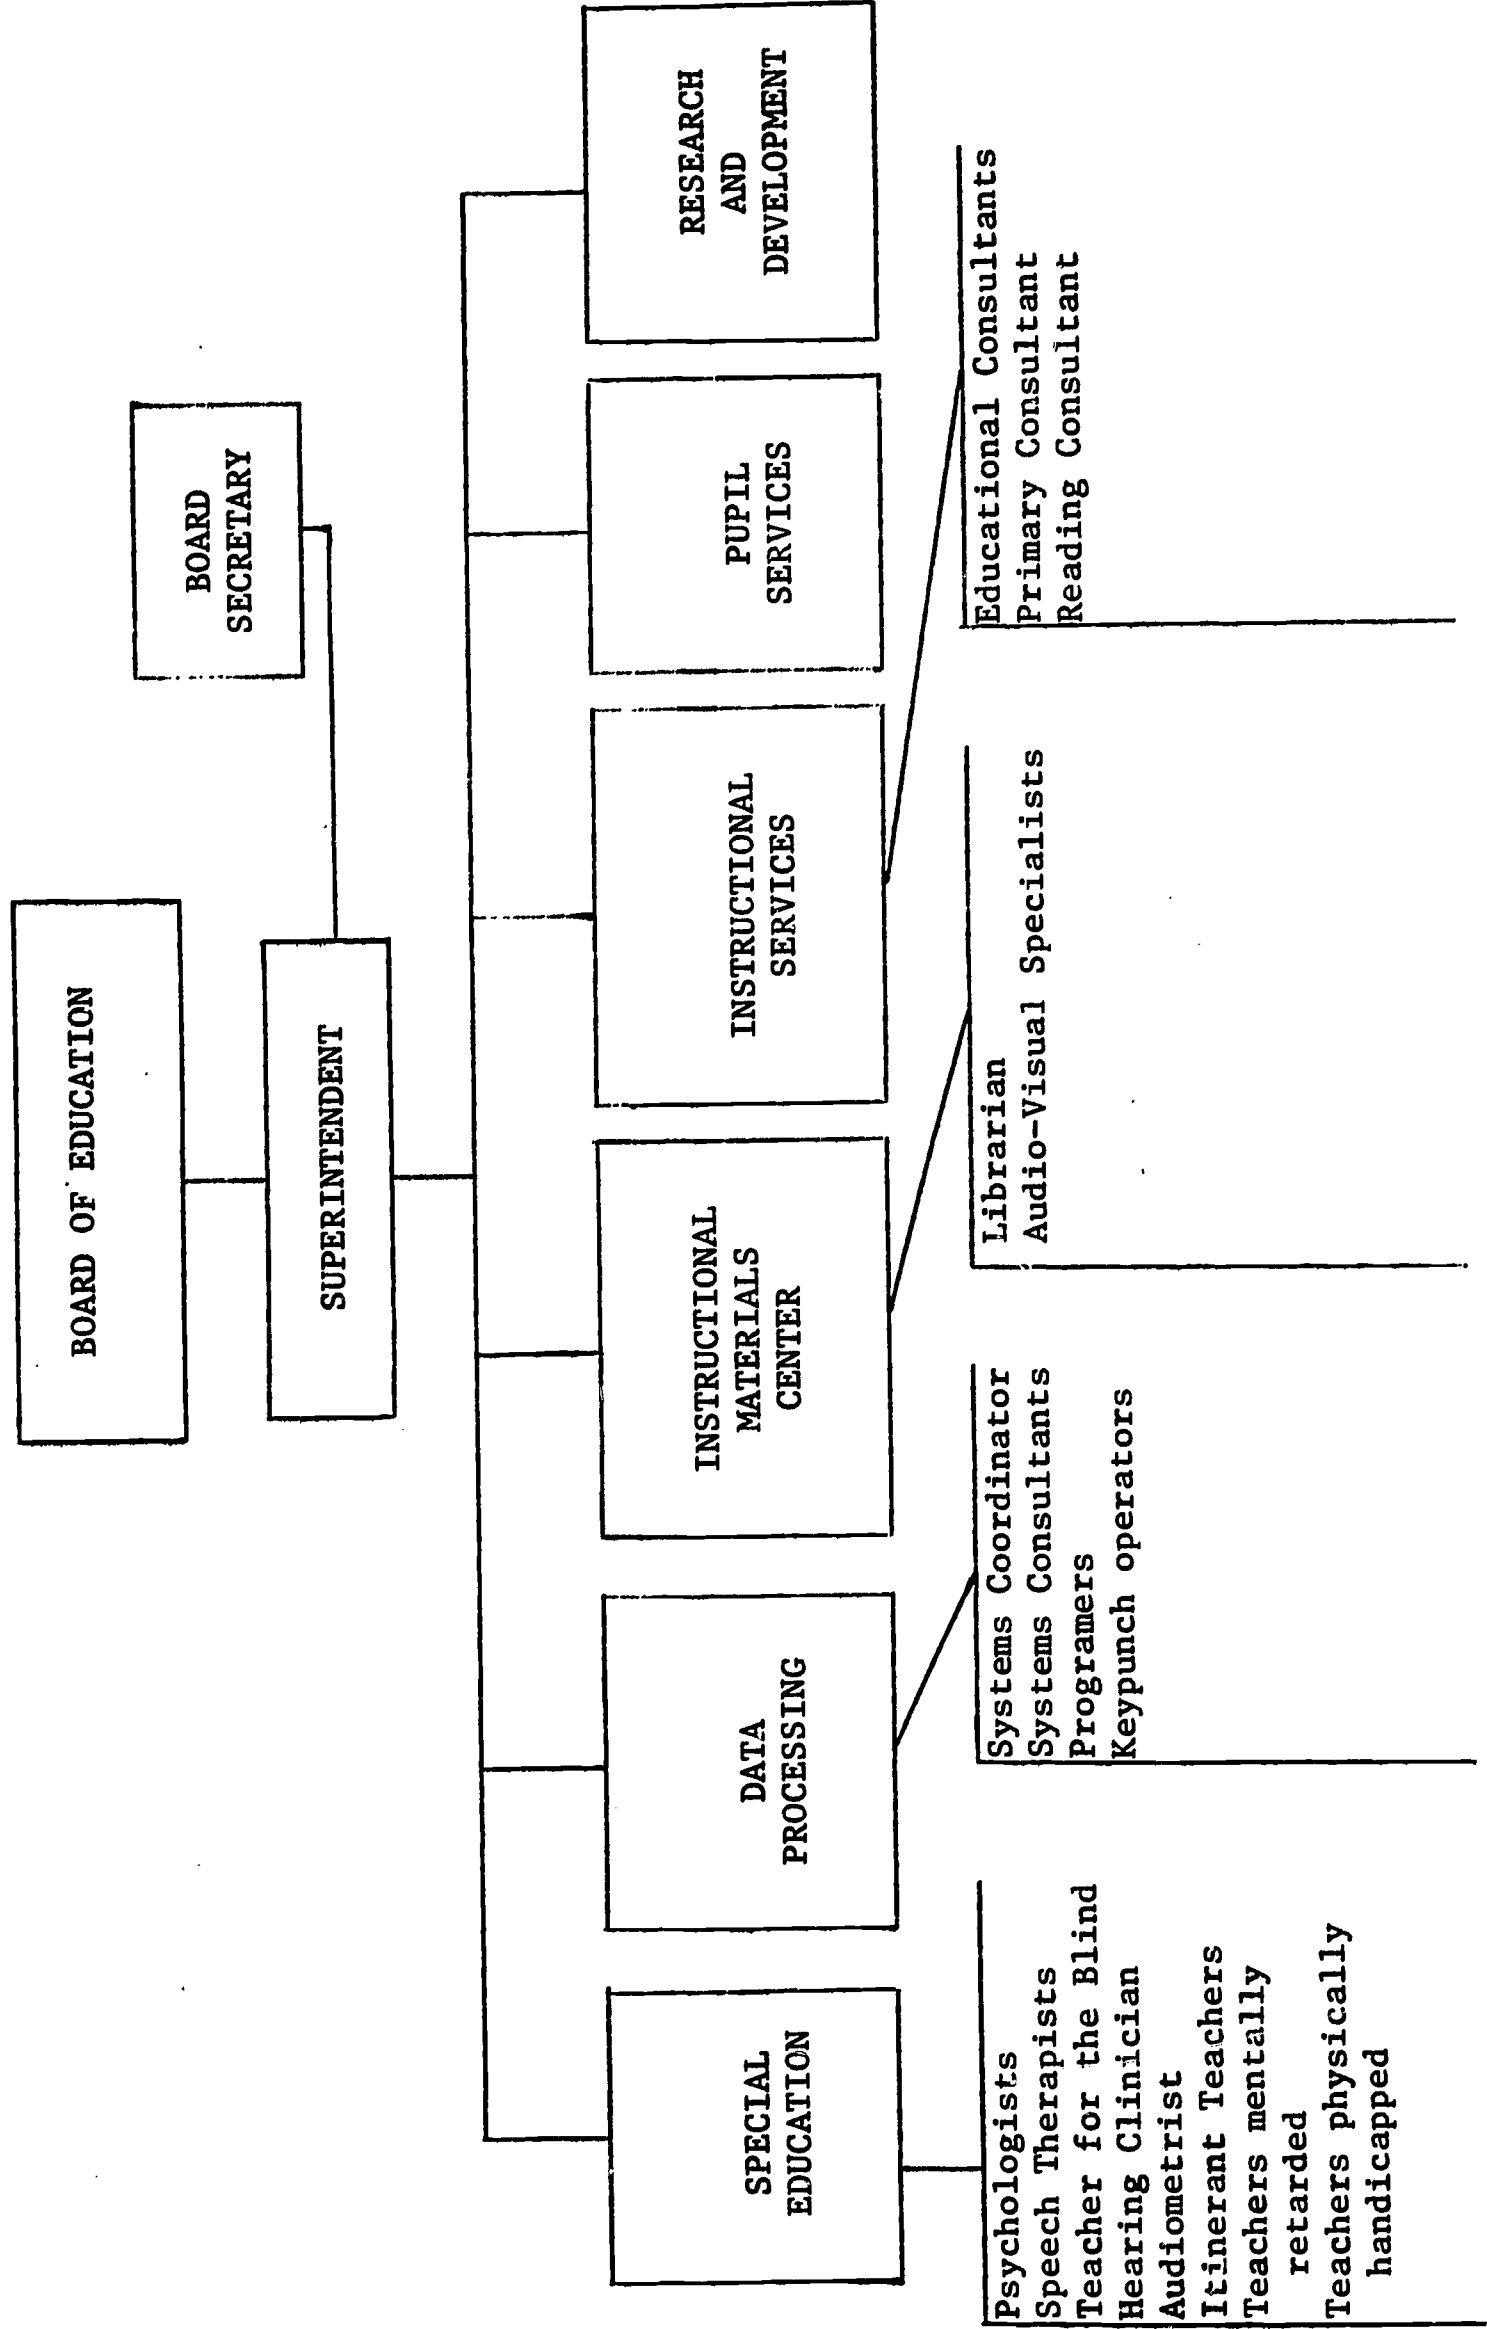 BOARD OF EDUCATION
SUPERINTENDENT
BOARD
SECRETARY
SPECIAL
EDUCATION
DATA
PROCESSING
INSTRUCTIONAL
MATERIALS
CENTER
INSTRUCTIONAL
SERVICES
PUPIL
SERVICES
RESEARCH
AND
DEVELOPMENT
Psychologists
Speech Therapists
Teacher for the Blind
Hearing Clinician
Audiometrist
Itinerant Teachers
Teachers mentally
retarded
Teachers physically
handicapped
Systems Coordinator
Systems Consultants
Programers
Keypunch operators
Librarian
Audio-Visual Specialists
Educational Consultants
Primary Consultant
Reading Consultant